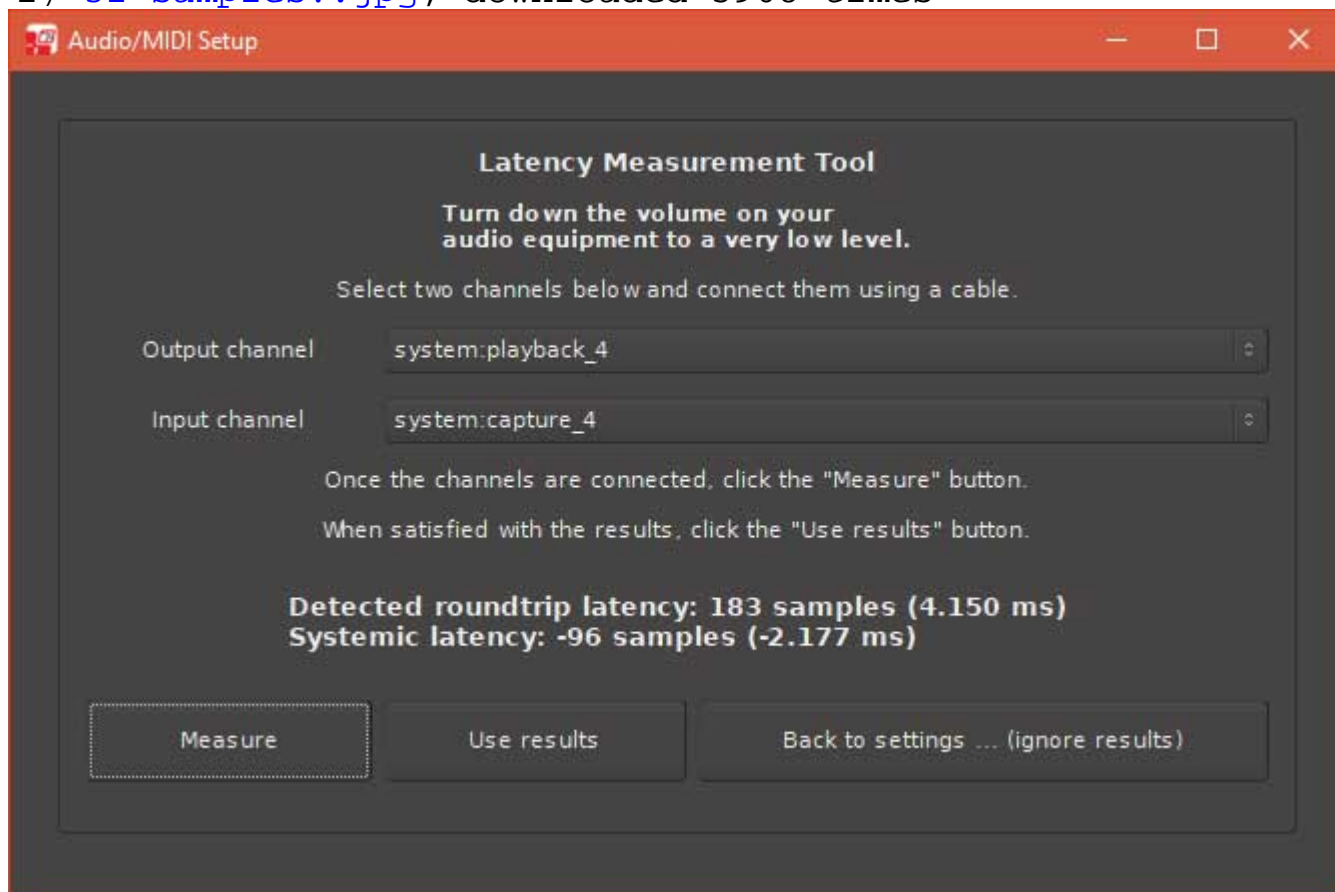 Audio/MIDI Setup
Latency Measurement Tool
Turn down the volume on your
audio equipment to a very low level.
Select two channels below and connect them using a cable.
Output channel system:playback_4
Input channel system:capture_4
Once the channels are connected, click the "Measure" button.
When satisfied with the results, click the "Use results" button.
Detected roundtrip latency: 183 samples (4.150 ms)
Systemic latency: -96 samples (-2.177 ms)
Measure Use results Back to settings ... (ignore results)